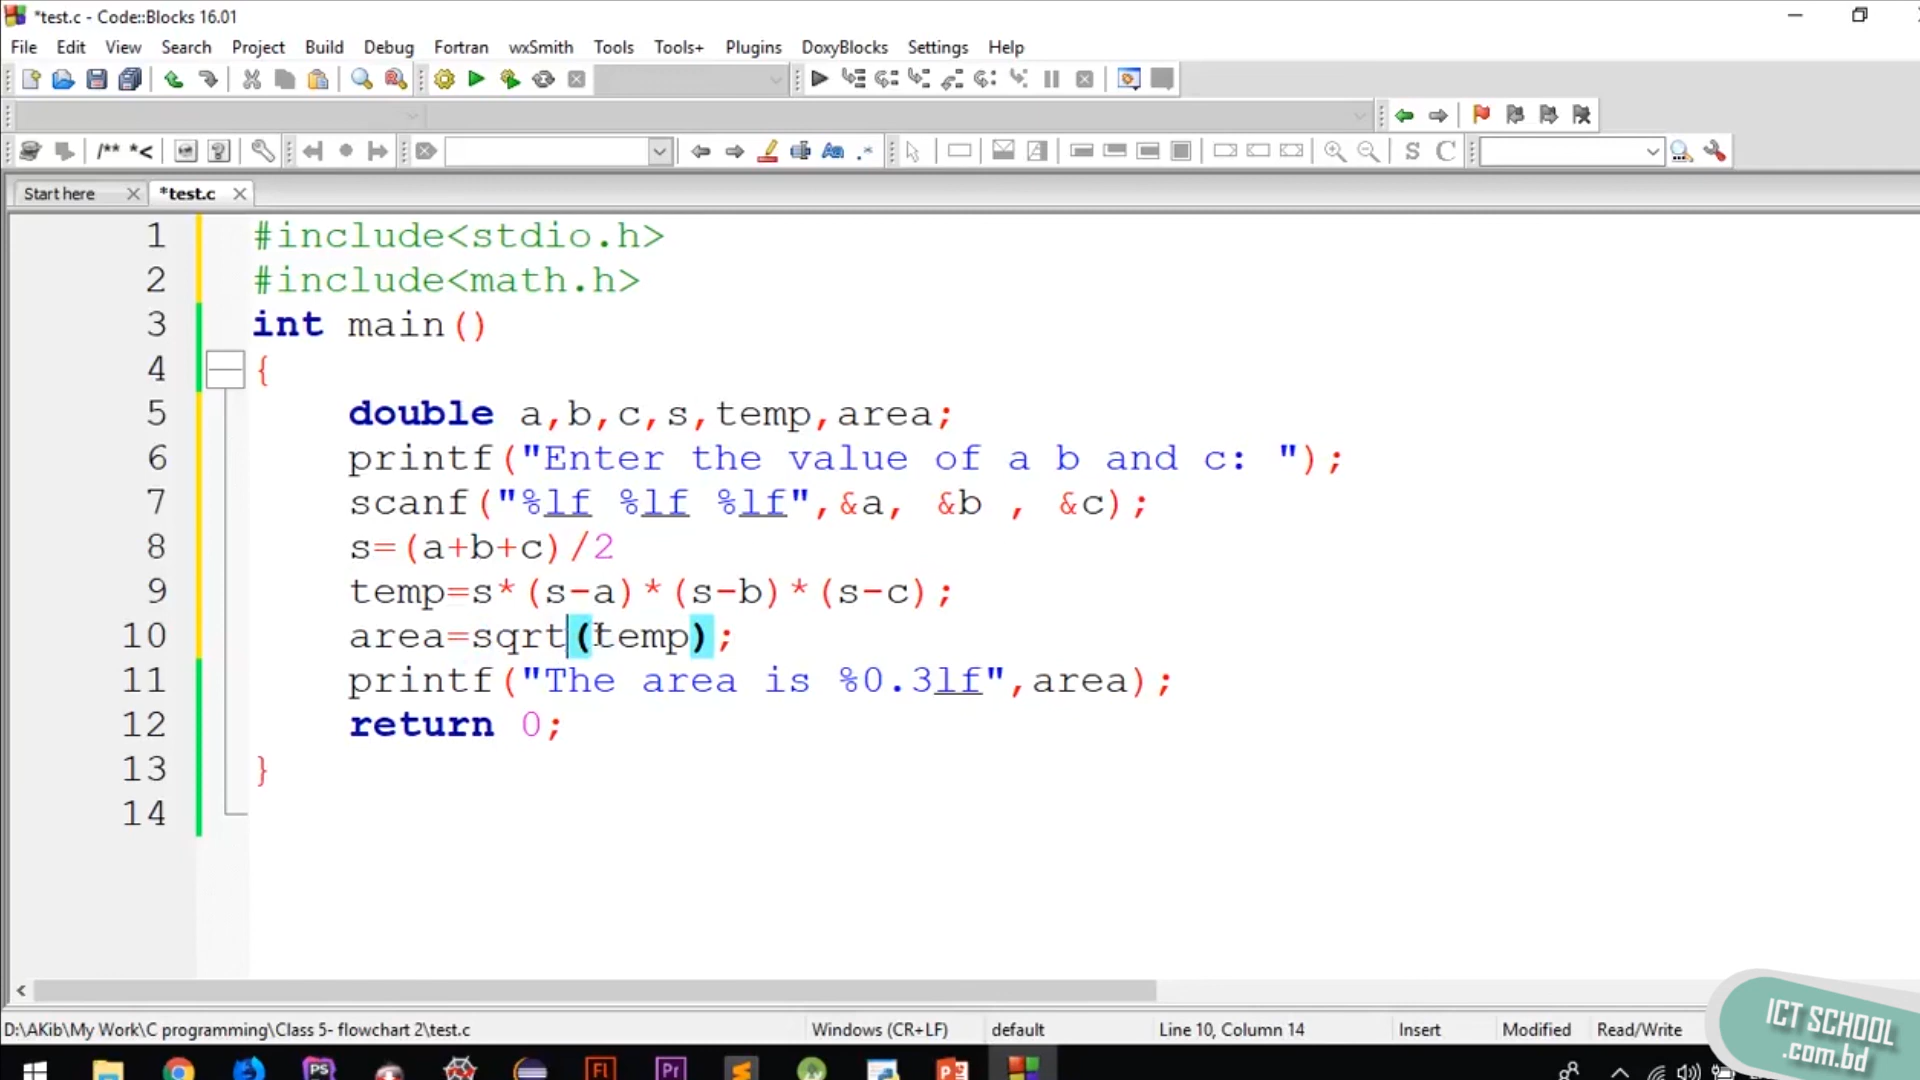 *test.c - Code::Blocks 16.01
File Edit View Search Project Build Debug Fortran wxSmith Tools Tools+ Plugins DoxyBlocks Settings Help
/** *<
S C
Start here *test.c
1 #include<stdio.h>
2 #include<math.h>
3 int main()
4 {
5 double a,b,c,s,temp,area;
6 printf("Enter the value of a b and c: ");
7 scanf("%lf %lf %lf",&a, &b , &c);
8 s=(a+b+c)/2
9 temp=s*(s-a)*(s-b)*(s-c);
10 area=sqrt(temp);
11 printf("The area is %0.3lf",area);
12 return 0;
13 }
14
D:\AKib\My Work\C programming\Class 5- flowchart 2\test.c Windows (CR+LF) default Line 10, Column 14 Insert Modified Read/Write
ICT SCHOOL
.com.bd
PS Fl Pr